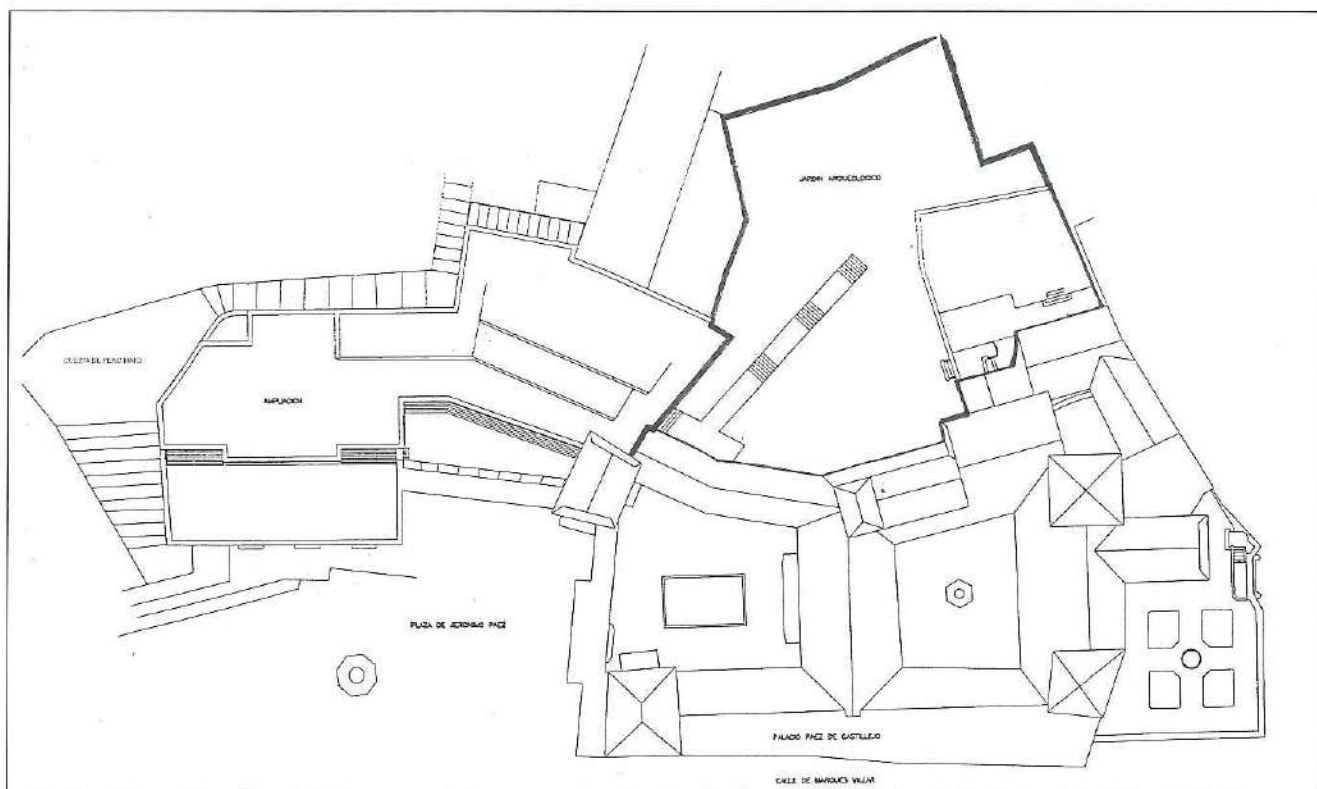 JARDIN ARQUEOLOGICO
CUESTA DE PERO MATO
AMPLIACION
PLAZA DE JERONIMO PAEZ
PALACIO PAEZ DE CASTILLEJO
CALLE DE MARQUES VILLAR